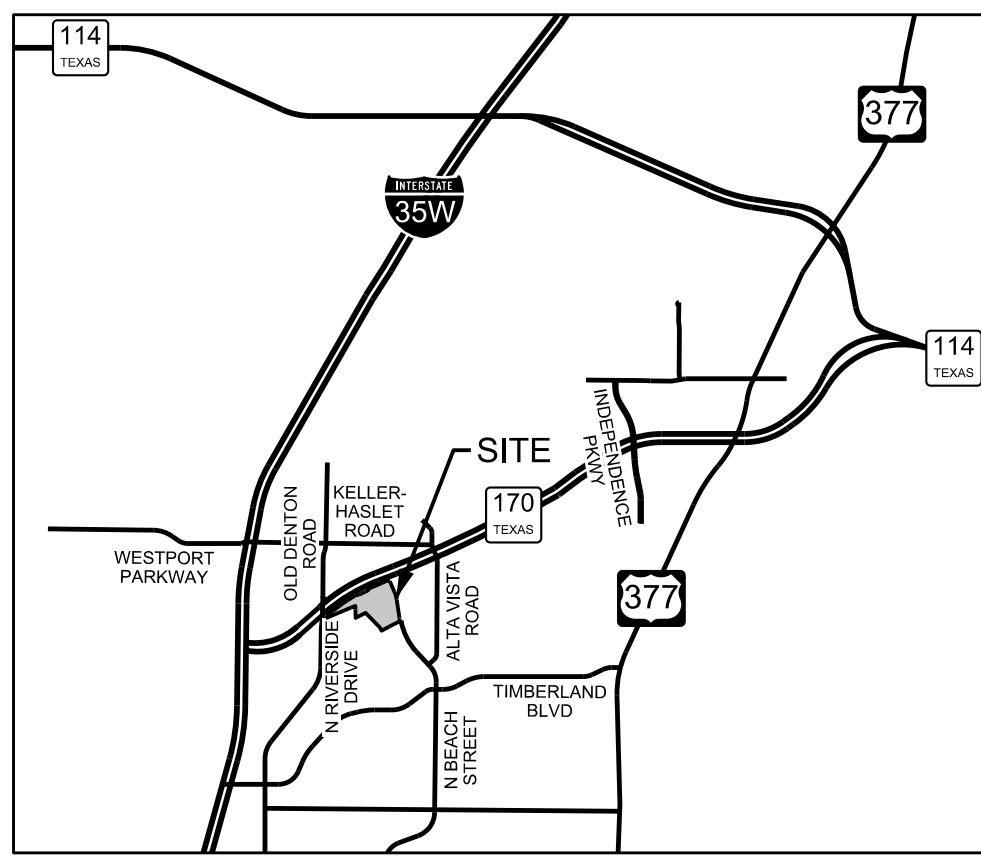 114
TEXAS
377
INTERSTATE
35W
114
TEXAS
INDEPENDENCE
PKWY
SITE
KELLER-
HASLET
ROAD
170
TEXAS
OLD DENTON
ROAD
WESTPORT
PARKWAY
ALTA VISTA
ROAD
377
N RIVERSIDE
DRIVE
TIMBERLAND
BLVD
N BEACH
STREET